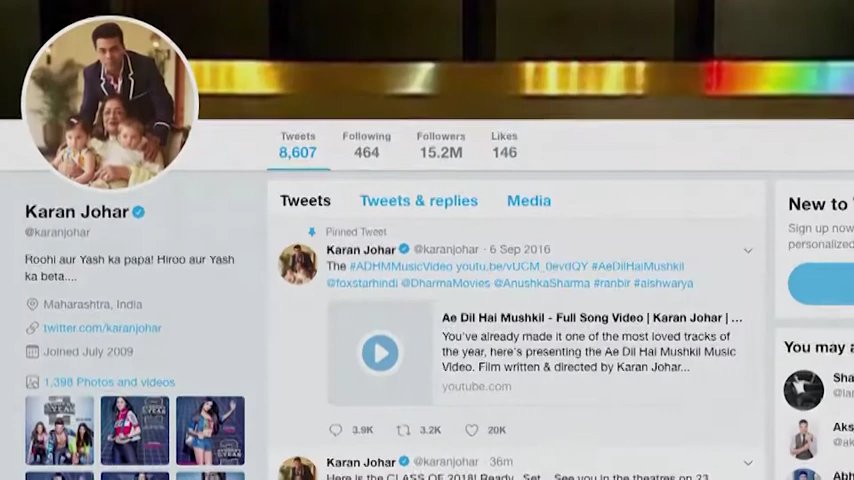 Tweets
8,607
Following
464
Followers
15.2M
Likes
146
Karan Johar
@karanjohar
Roohi aur Yash ka papa! Hiroo aur Yash
ka beta....
Maharashtra, India
twitter.com/karanjohar
Joined July 2009
1,398 Photos and videos
Tweets Tweets & replies Media
Pinned Tweet
Karan Johar @karanjohar · 6 Sep 2016
The #ADHMMusicVideo youtu.be/vUCM_0evdQY #AeDilHaiMushkil
@foxstarhindi @DharmaMovies @AnushkaSharma #ranbir #aishwarya
Ae Dil Hai Mushkil - Full Song Video | Karan Johar | ...
You've already made it one of the most loved tracks of
the year, here's presenting the Ae Dil Hai Mushkil Music
Video. Film written & directed by Karan Johar...
youtube.com
3.9K 3.2K 20K
Karan Johar @karanjohar · 36m
Here is the CLASS OF 2018! Ready.. Set... See you in the theatres on 23
New to
Sign up now
personalized
You may a
Sha
@iar
Aks
@ak
Abh